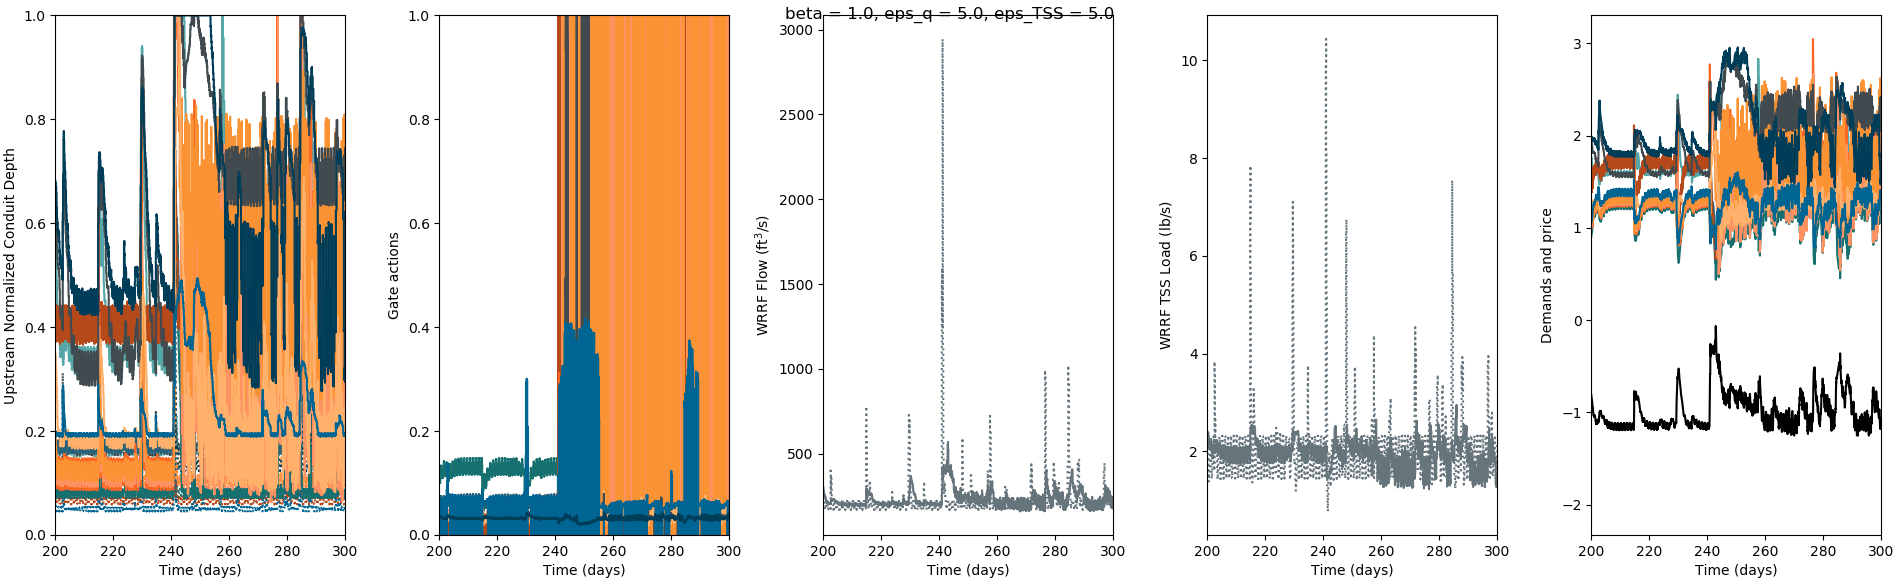 beta = 1.0, eps_q = 5.0, eps_TSS = 5.0
Upstream Normalized Conduit Depth
1.0
0.8
0.6
0.4
0.2
0.0
200 220 240 260 280 300
Time (days)
Gate actions
1.0
0.8
0.6
0.4
0.2
0.0
200 220 240 260 280 300
Time (days)
WRRF Flow (ft³/s)
3000
2500
2000
1500
1000
500
200 220 240 260 280 300
Time (days)
WRRF TSS Load (lb/s)
10
8
6
4
2
200 220 240 260 280 300
Time (days)
Demands and price
3
2
1
0
−1
−2
200 220 240 260 280 300
Time (days)